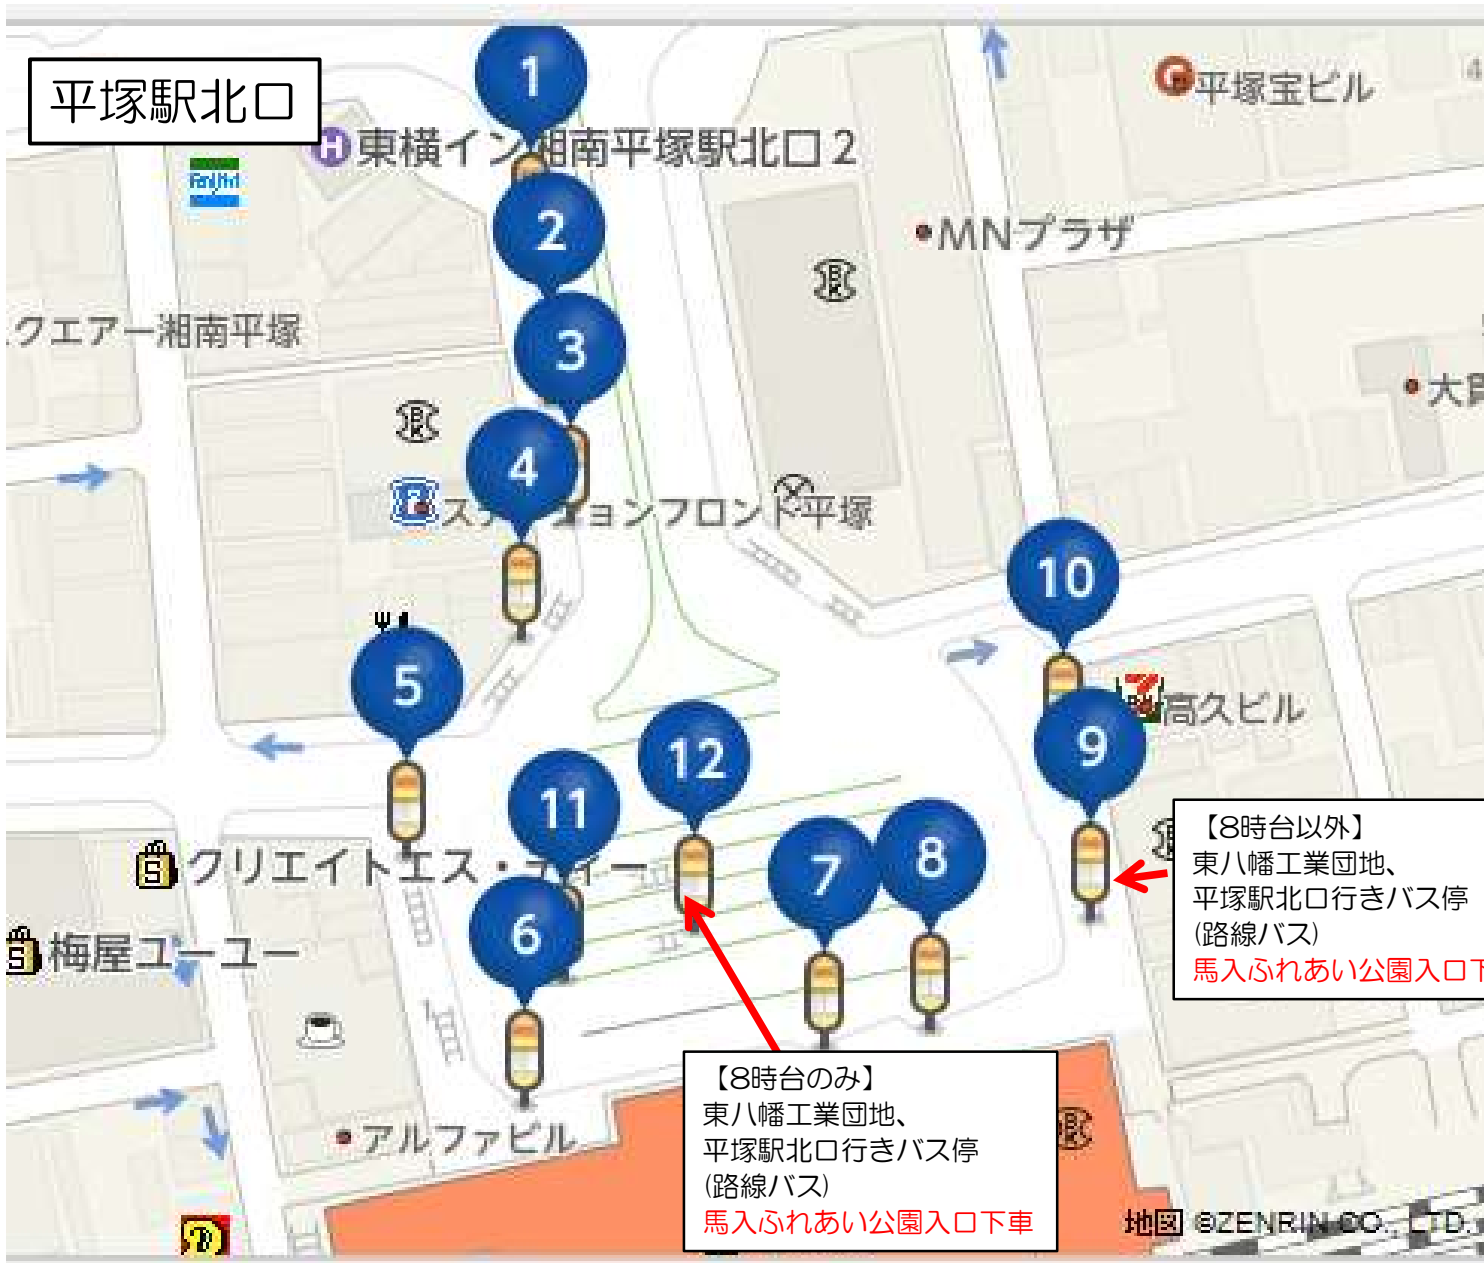 平塚駅北口
1
平塚宝ビル
東横イン湘南平塚駅北口2
2
MNプラザ
クエアー湘南平塚
3
4
ステーションフロント平塚
10
5
高久ビル
12
9
11
7
8
クリエイトエス・ディー
6
梅屋ユーユー
【8時台以外】
東八幡工業団地、
平塚駅北口行きバス停
(路線バス)
馬入ふれあい公園入口下
【8時台のみ】
東八幡工業団地、
平塚駅北口行きバス停
(路線バス)
馬入ふれあい公園入口下車
アルファビル
地図 ©ZENRIN CO., LTD.